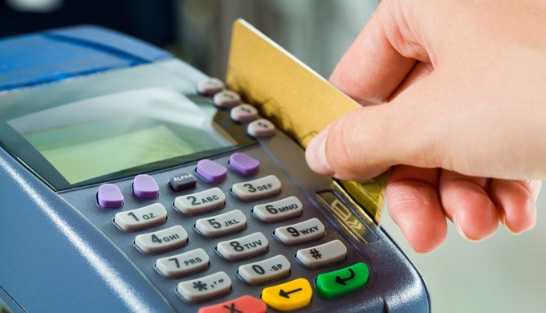 ALPHA
1 QZ. 2 ABC 3 DEF
4 GHI 5 JKL 6 MNO
7 PRS 8 TUV 9 WXY
*,'" 0 -SP. #
X ← ↵